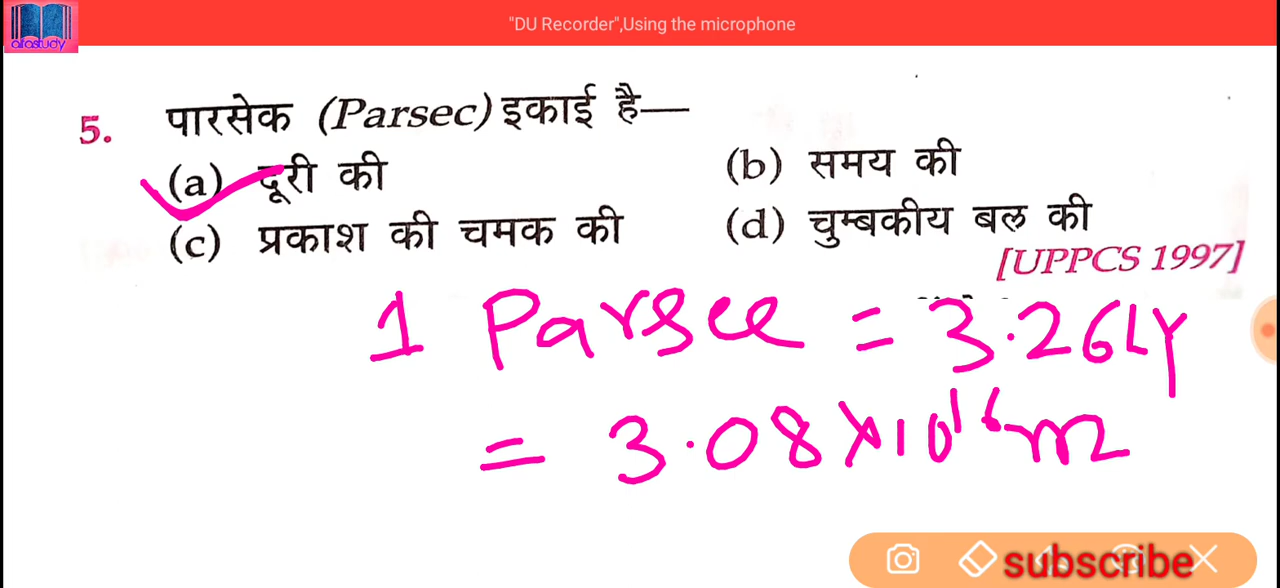 "DU Recorder",Using the microphone
alfastudy
5. पारसेक (Parsec) इकाई है—
(a) दूरी की (b) समय की
(c) प्रकाश की चमक की (d) चुम्बकीय बल की
[UPPCS 1997]
1 Parsec = 3.26LY
= 3.08×10¹⁶m
subscribe